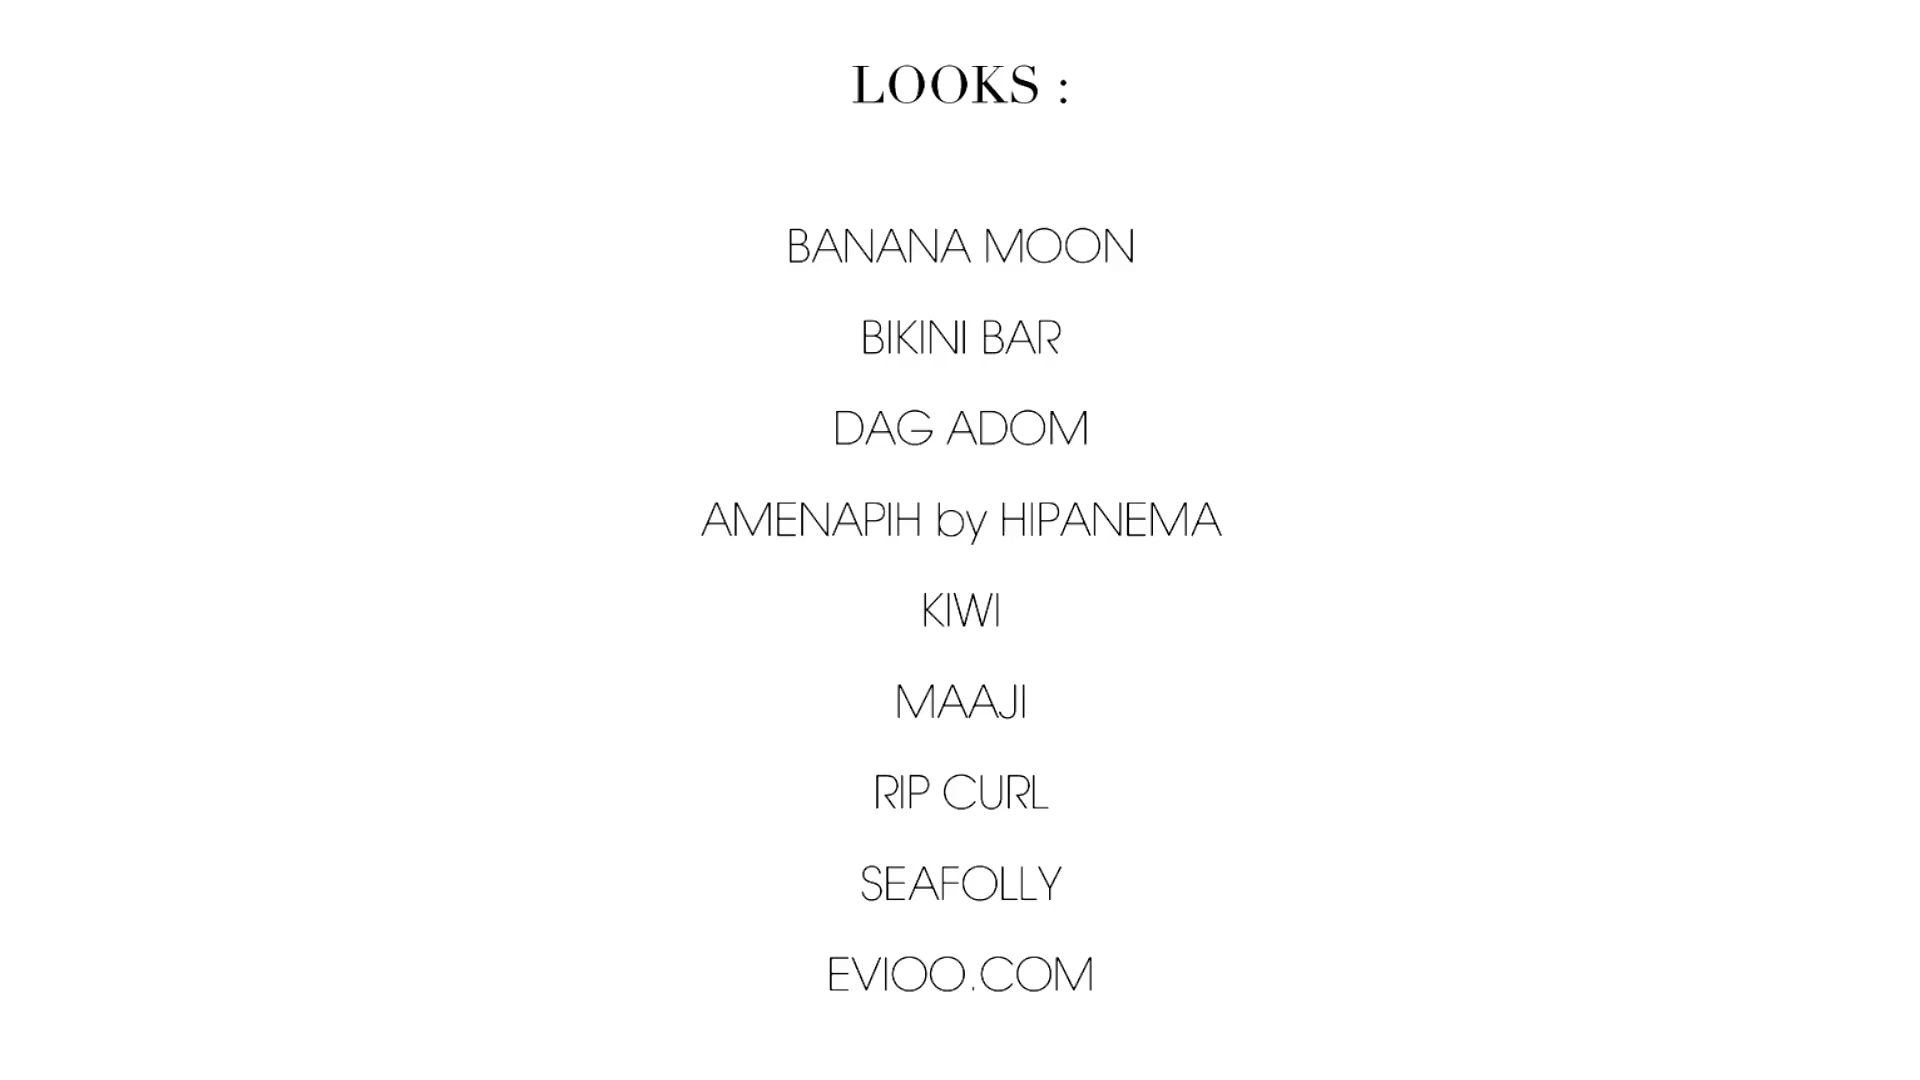 LOOKS :
BANANA MOON
BIKINI BAR
DAG ADOM
AMENAPIH by HIPANEMA
KIWI
MAAJI
RIP CURL
SEAFOLLY
EVIOO.COM